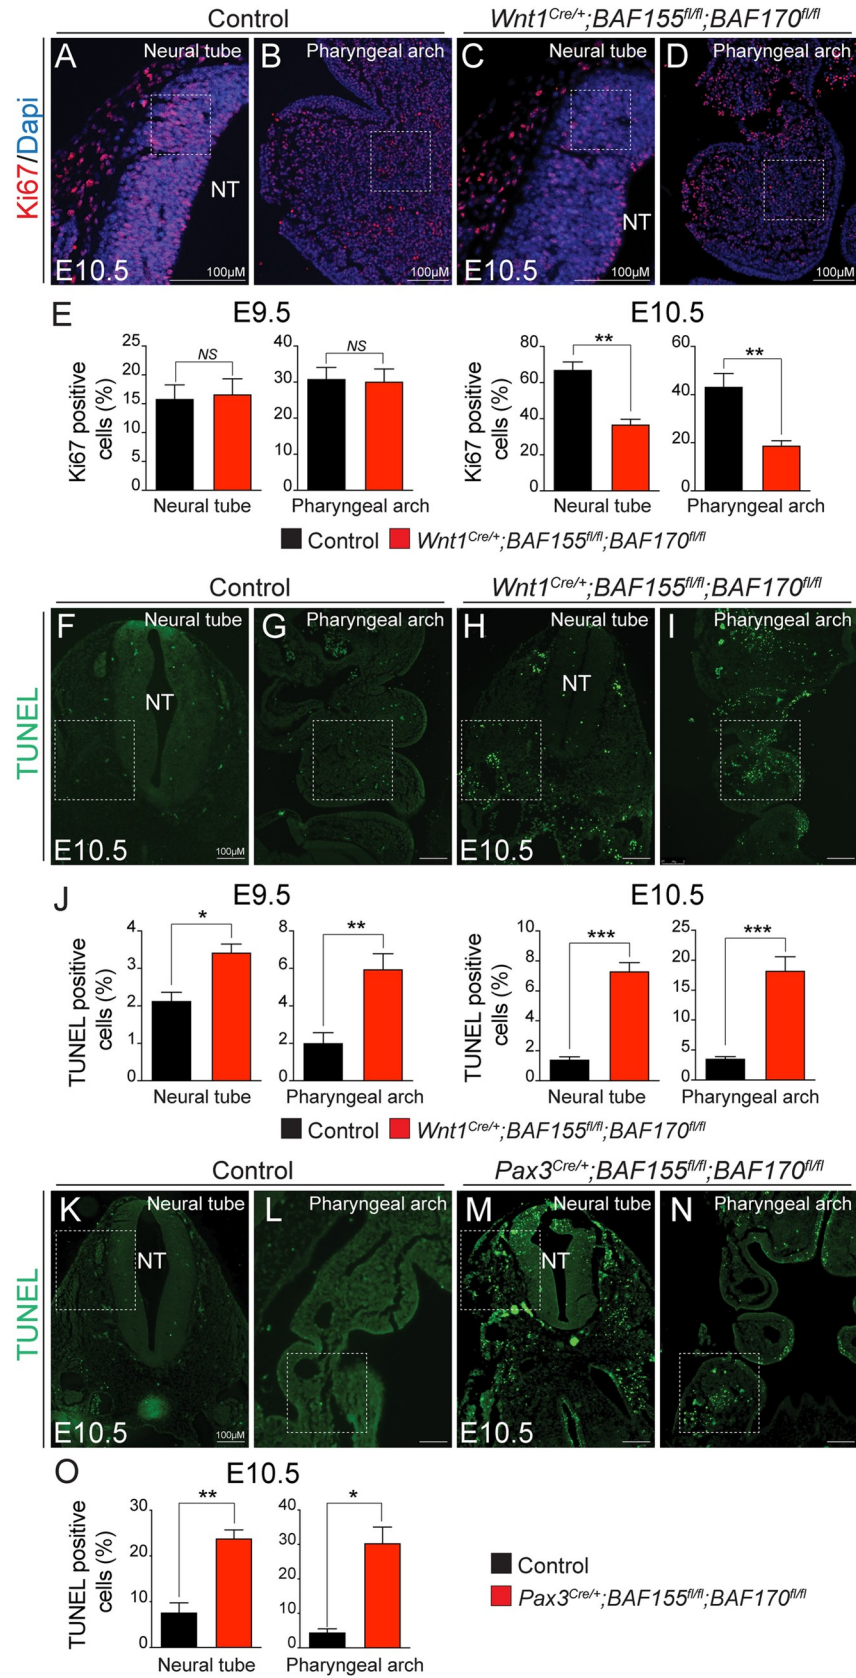 Control Wnt1Cre/+;BAF155fl/fl;BAF170fl/fl
A Neural tube B Pharyngeal arch C Neural tube D Pharyngeal arch
Ki67/Dapi
NT NT
E10.5 100µM 100µM E10.5 100µM 100µM
E E9.5 E10.5
Ki67 positive cells (%) 25 20 15 10 5 0 NS Neural tube
40 30 20 10 0 NS Pharyngeal arch
Ki67 positive cells (%) 80 60 40 20 0 ** Neural tube
60 40 20 0 ** Pharyngeal arch
Control Wnt1Cre/+;BAF155fl/fl;BAF170fl/fl
Control Wnt1Cre/+;BAF155fl/fl;BAF170fl/fl
F Neural tube G Pharyngeal arch H Neural tube I Pharyngeal arch
TUNEL
NT NT
E10.5 100µM E10.5
J E9.5 E10.5
TUNEL positive cells (%) 4 3 2 1 0 * Neural tube
8 6 4 2 0 ** Pharyngeal arch
TUNEL positive cells (%) 10 8 6 4 2 0 *** Neural tube
25 20 15 10 5 0 *** Pharyngeal arch
Control Wnt1Cre/+;BAF155fl/fl;BAF170fl/fl
Control Pax3Cre/+;BAF155fl/fl;BAF170fl/fl
K Neural tube L Pharyngeal arch M Neural tube N Pharyngeal arch
TUNEL
NT NT
E10.5 100µM E10.5
O E10.5
TUNEL positive cells (%) 30 20 10 0 ** Neural tube
40 30 20 10 0 * Pharyngeal arch
Control
Pax3Cre/+;BAF155fl/fl;BAF170fl/fl